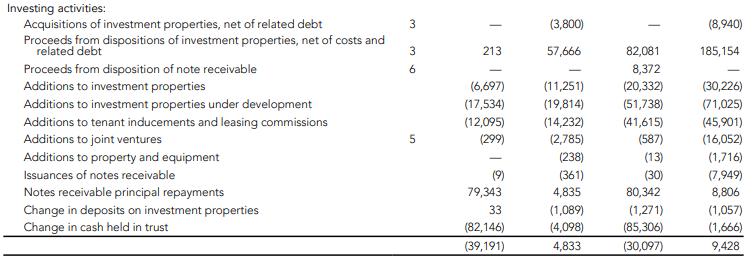 Investing activities:
Acquisitions of investment properties, net of related debt 3 — (3,800) — (8,940)
Proceeds from dispositions of investment properties, net of costs and
related debt 3 213 57,666 82,081 185,154
Proceeds from disposition of note receivable 6 — — 8,372 —
Additions to investment properties (6,697) (11,251) (20,332) (30,226)
Additions to investment properties under development (17,534) (19,814) (51,738) (71,025)
Additions to tenant inducements and leasing commissions (12,095) (14,232) (41,615) (45,901)
Additions to joint ventures 5 (299) (2,785) (587) (16,052)
Additions to property and equipment — (238) (13) (1,716)
Issuances of notes receivable (9) (361) (30) (7,949)
Notes receivable principal repayments 79,343 4,835 80,342 8,806
Change in deposits on investment properties 33 (1,089) (1,271) (1,057)
Change in cash held in trust (82,146) (4,098) (85,306) (1,666)
(39,191) 4,833 (30,097) 9,428